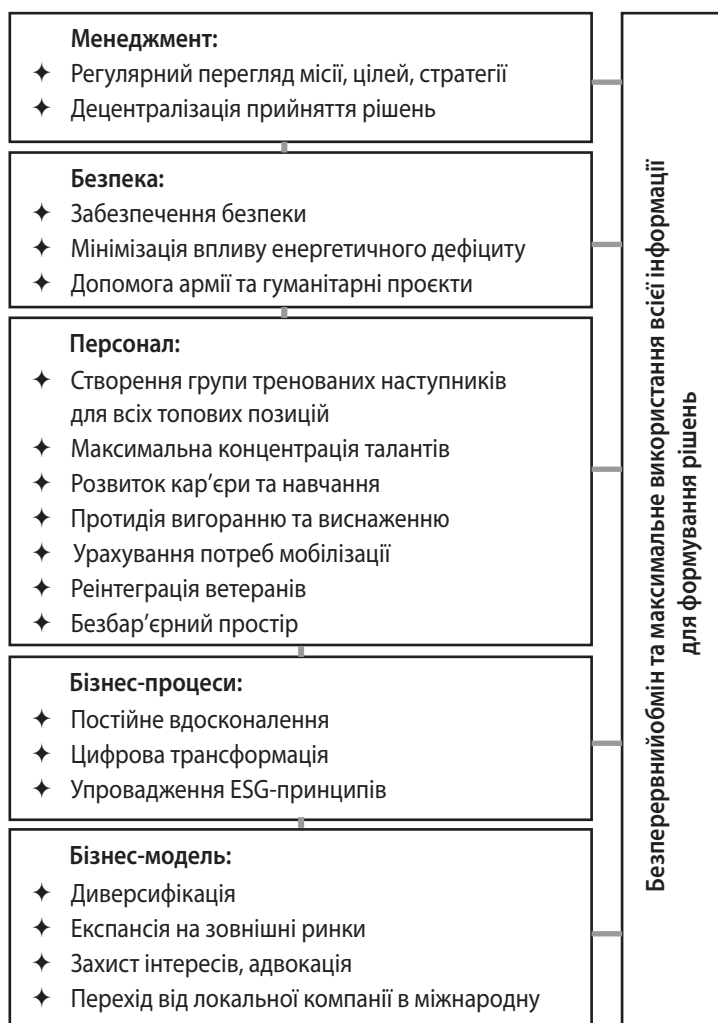 Менеджмент:
✦ Регулярний перегляд місії, цілей, стратегії
✦ Децентралізація прийняття рішень
Безпека:
✦ Забезпечення безпеки
✦ Мінімізація впливу енергетичного дефіциту
✦ Допомога армії та гуманітарні проєкти
Персонал:
✦ Створення групи тренованих наступників
для всіх топових позицій
✦ Максимальна концентрація талантів
✦ Розвиток кар’єри та навчання
✦ Протидія вигоранню та виснаженню
✦ Урахування потреб мобілізації
✦ Реінтеграція ветеранів
✦ Безбар’єрний простір
Бізнес-процеси:
✦ Постійне вдосконалення
✦ Цифрова трансформація
✦ Упровадження ESG-принципів
Бізнес-модель:
✦ Диверсифікація
✦ Експансія на зовнішні ринки
✦ Захист інтересів, адвокація
✦ Перехід від локальної компанії в міжнародну
Безперервнийобмін та максимальне використання всієї інформації
для формування рішень